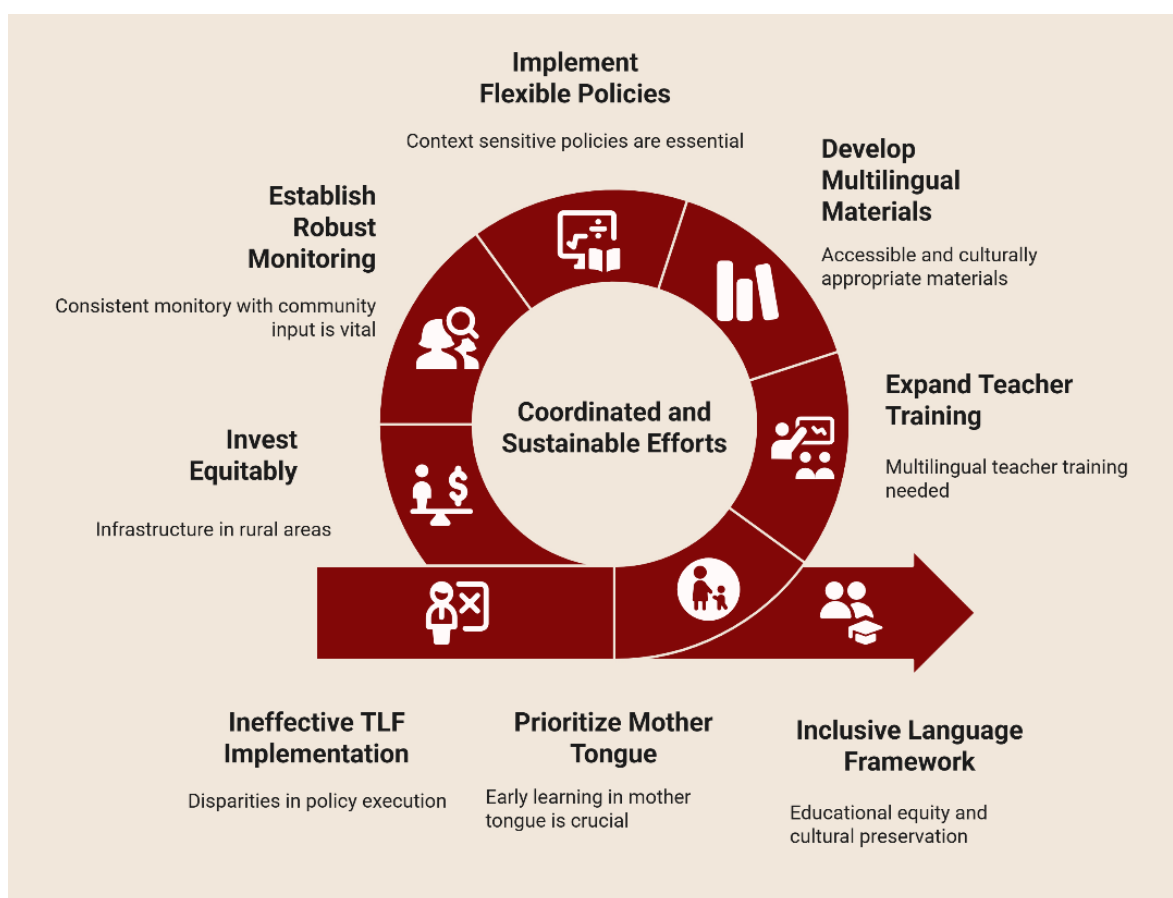 Implement
Flexible Policies
Context sensitive policies are essential
Develop
Multilingual
Materials
Accessible and culturally
appropriate materials
Establish
Robust
Monitoring
Consistent monitory with community
input is vital
Expand Teacher
Training
Multilingual teacher training
needed
Coordinated and
Sustainable Efforts
Invest
Equitably
Infrastructure in rural areas
Ineffective TLF
Implementation
Disparities in policy execution
Prioritize Mother
Tongue
Early learning in mother
tongue is crucial
Inclusive Language
Framework
Educational equity and
cultural preservation